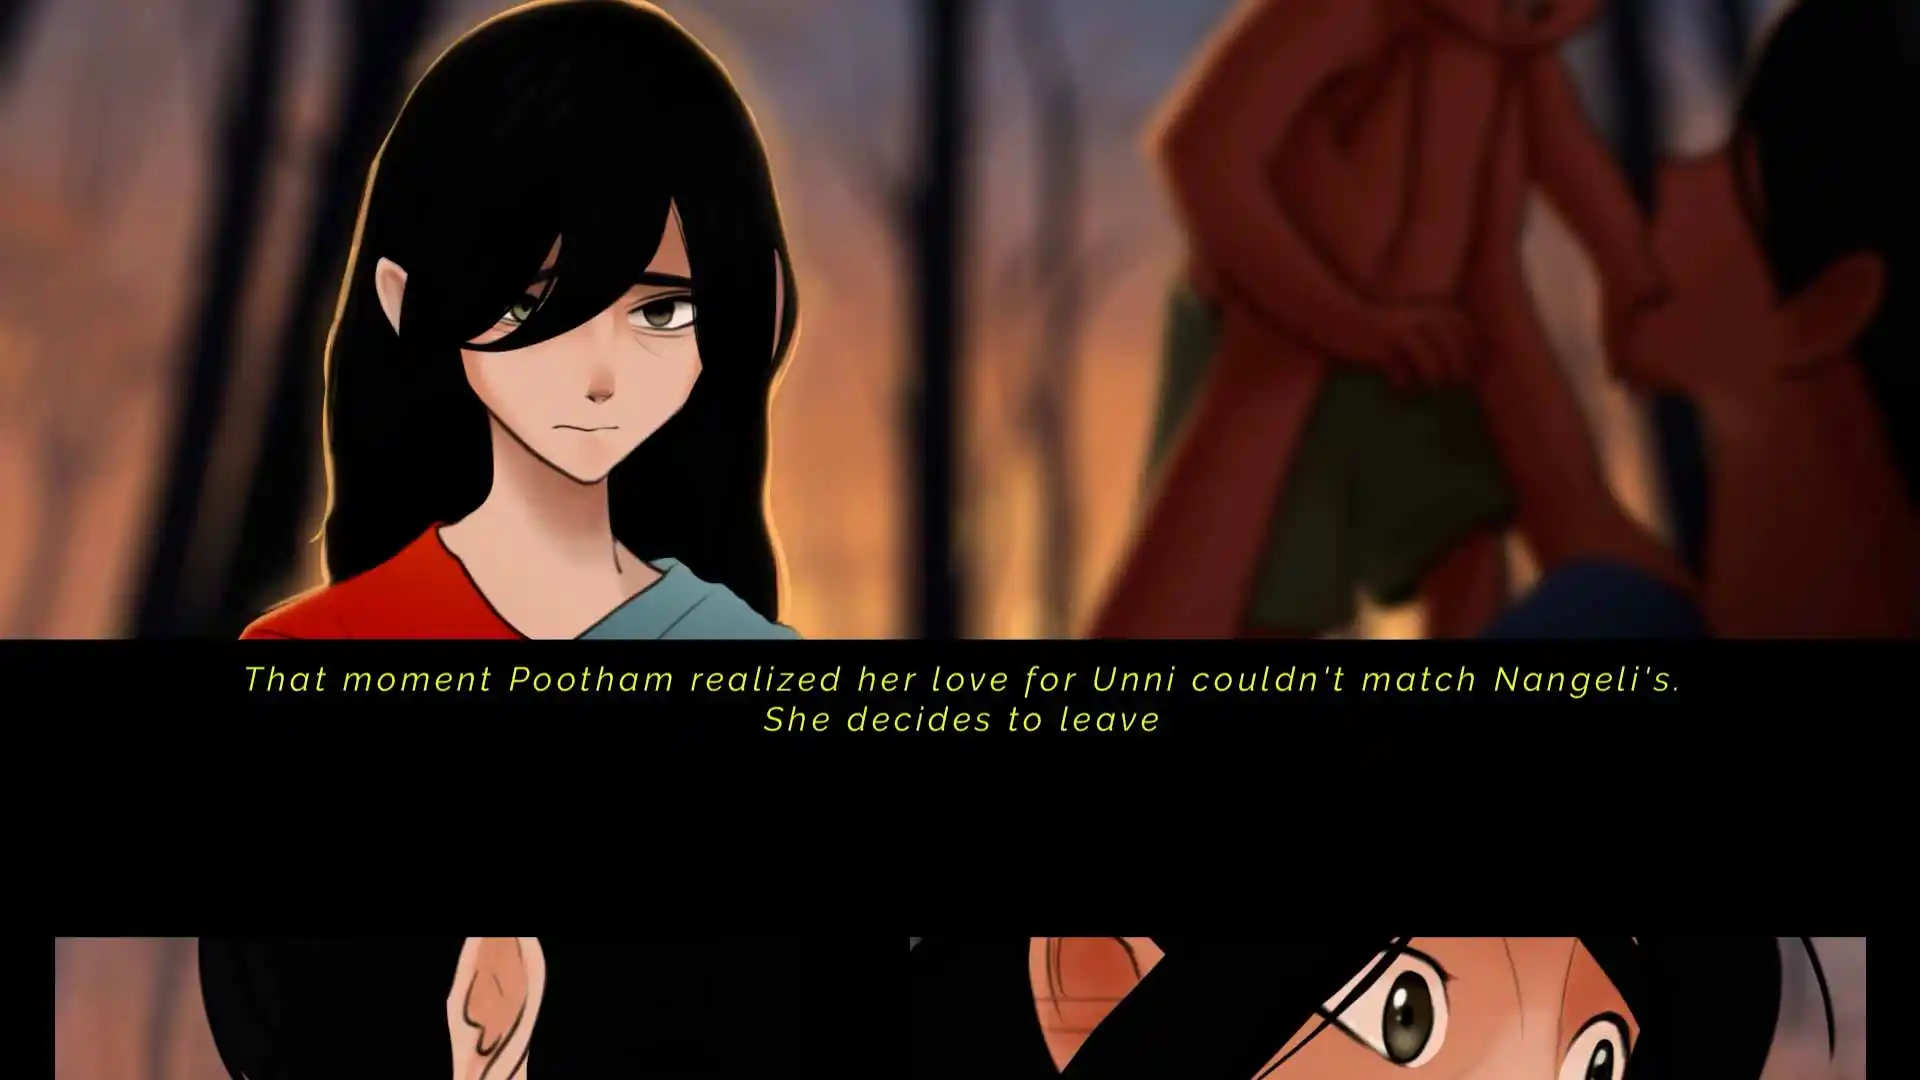 That moment Pootham realized her love for Unni couldn't match Nangeli's.
She decides to leave